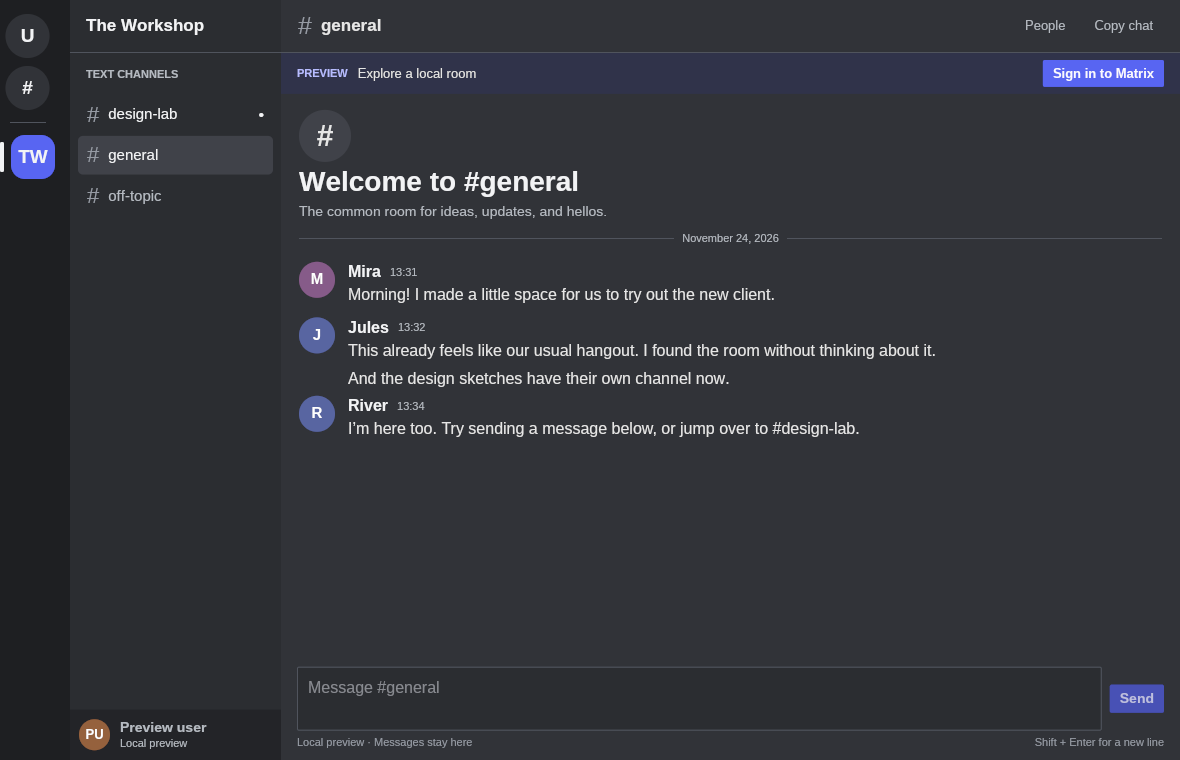 U
#
TW
The Workshop
TEXT CHANNELS
# design-lab
# general
# off-topic
PU
Preview user
Local preview
# general
People
Copy chat
PREVIEW Explore a local room
Sign in to Matrix
#
Welcome to #general
The common room for ideas, updates, and hellos.
November 24, 2026
M
Mira 13:31
Morning! I made a little space for us to try out the new client.
J
Jules 13:32
This already feels like our usual hangout. I found the room without thinking about it.
And the design sketches have their own channel now.
R
River 13:34
I'm here too. Try sending a message below, or jump over to #design-lab.
Message #general
Send
Local preview · Messages stay here
Shift + Enter for a new line